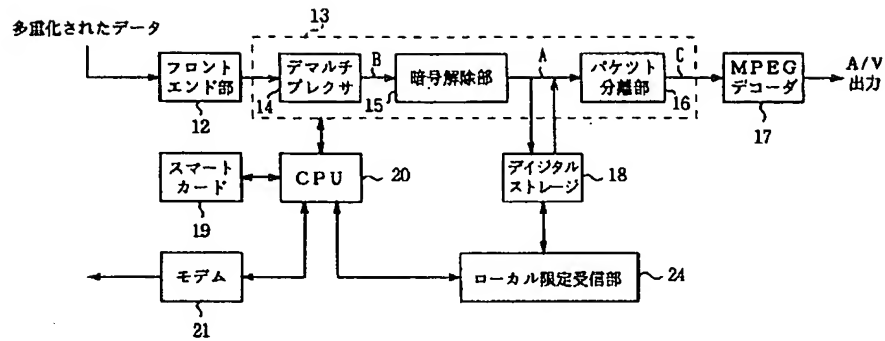 多重化されたデータ
13
フロント
エンド部
12
デマルチ
プレクサ
14
B
暗号解除部
15
A
パケット
分離部
16
C
MPEG
デコーダ
17
A/V
出力
スマート
カード
19
CPU
20
ディジタル
ストレージ
18
モデム
21
ローカル限定受信部
24